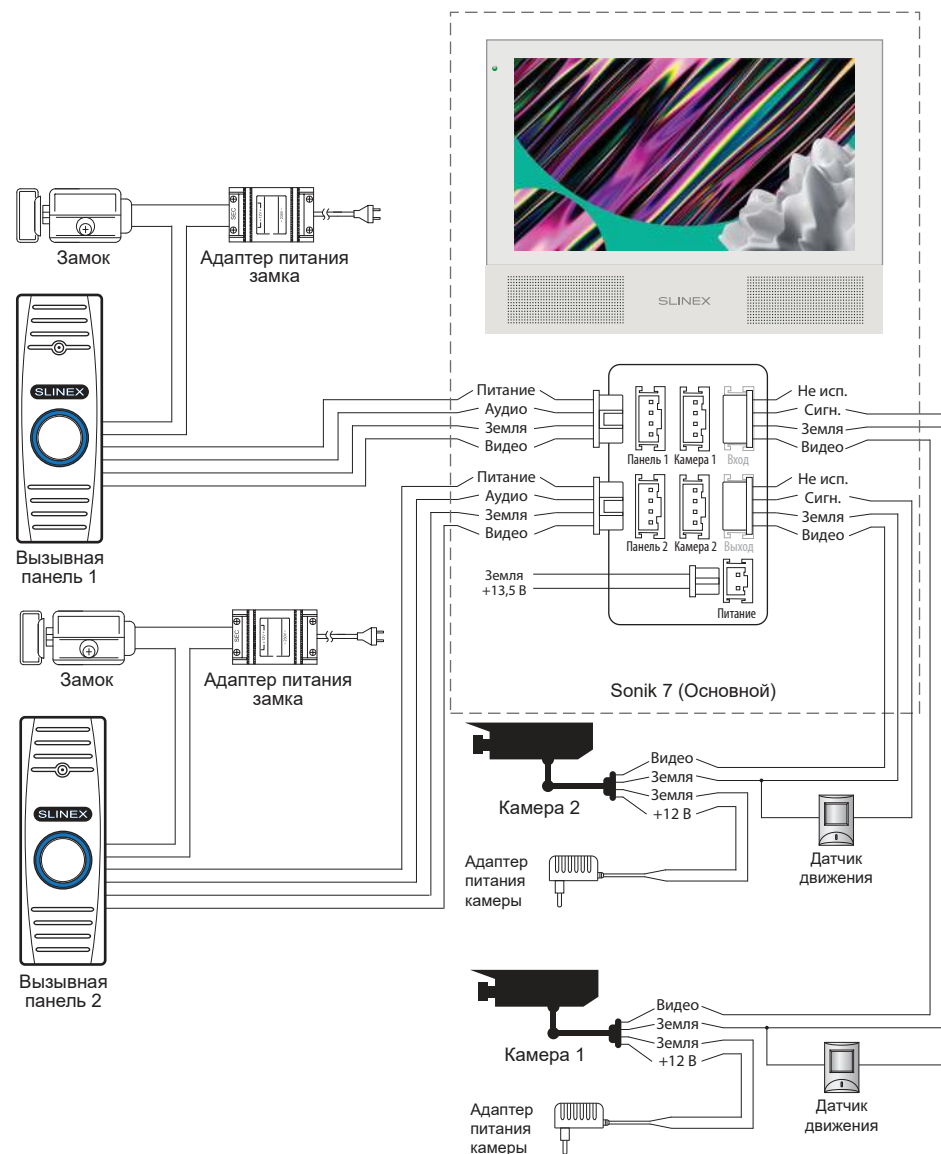 SLINEX
Замок
Адаптер питания
замка
SEC
SLINEX
Вызывная
панель 1
Питание
Аудио
Земля
Видео
Панель 1
Камера 1
Вход
Не исп.
Сигн.
Земля
Видео
Питание
Аудио
Земля
Видео
Панель 2
Камера 2
Выход
Не исп.
Сигн.
Земля
Видео
Земля
+13,5 В
Питание
Sonik 7 (Основной)
Замок
Адаптер питания
замка
SEC
SLINEX
Вызывная
панель 2
Камера 2
Видео
Земля
Земля
+12 В
Адаптер
питания
камеры
Датчик
движения
Камера 1
Видео
Земля
Земля
+12 В
Адаптер
питания
камеры
Датчик
движения